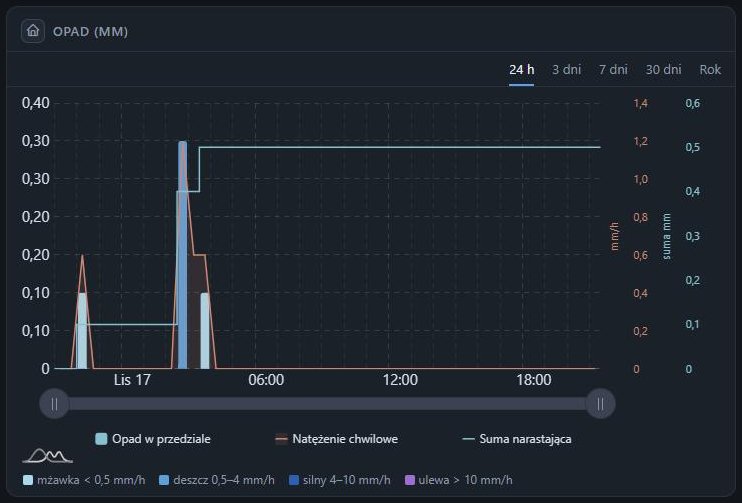 OPAD (MM)
24 h 3 dni 7 dni 30 dni Rok
0,40 1,4 0,6
0,30 1,2 0,5
0,30 1,0 0,4
0,20 0,8 0,3
0,20 0,6 0,2
0,10 0,4 0,1
0,10 0,2 0
0 0
mm/h
suma mm
Lis 17 06:00 12:00 18:00
Opad w przedziale Natężenie chwilowe Suma narastająca
mżawka < 0,5 mm/h deszcz 0,5–4 mm/h silny 4–10 mm/h ulewa > 10 mm/h